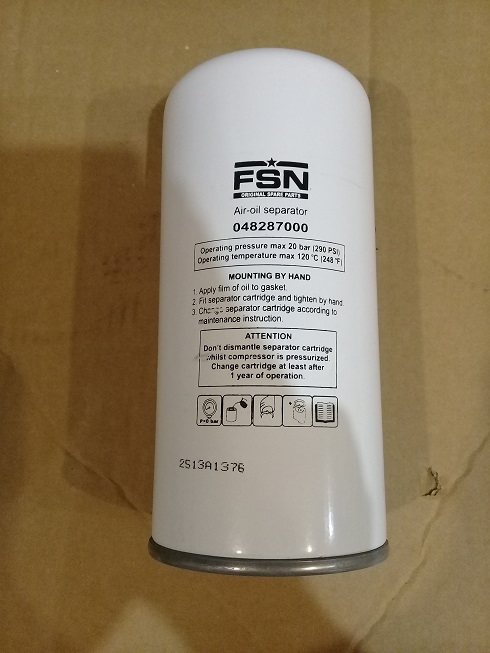 FSN
ORIGINAL SPARE PARTS
Air-oil separator
048287000
Operating pressure max 20 bar (290 PSI)
Operating temperature max 120 °C (248 °F)
MOUNTING BY HAND
1. Apply film of oil to gasket.
2. Fit separator cartridge and tighten by hand.
3. Change separator cartridge according to
maintenance instruction.
ATTENTION
Don't dismantle separator cartridge
whilst compressor is pressurized.
Change cartridge at least after
1 year of operation.
P=0 bar
2513A1376